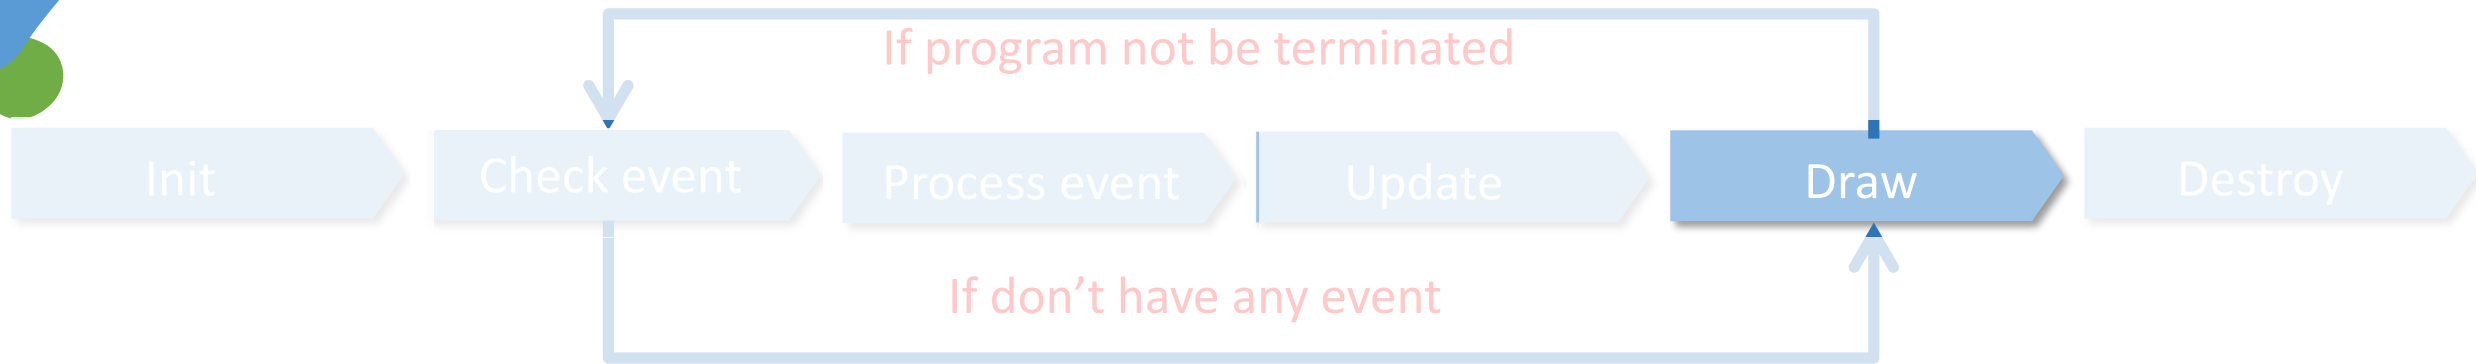 If program not be terminated
Init
Check event
Process event
Update
Draw
Destroy
If don't have any event